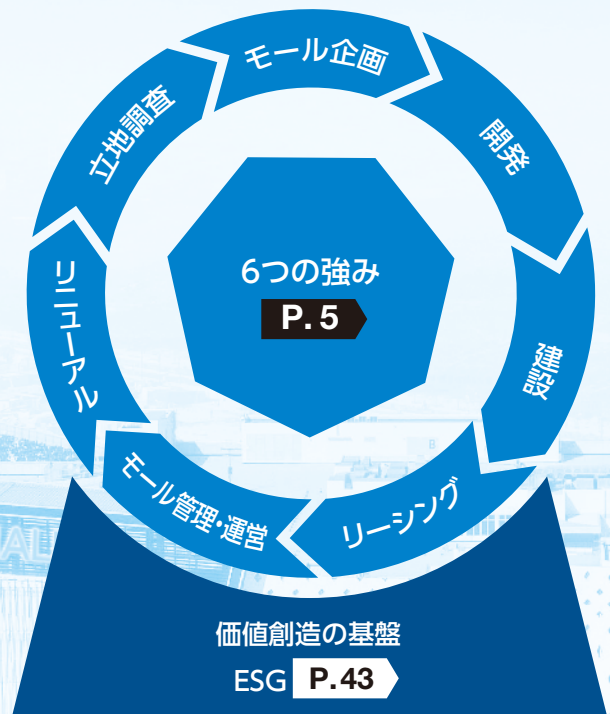 モール企画
開発
建設
リーシング
モール管理・運営
リニューアル
立地調査
6つの強み
P. 5
価値創造の基盤
ESG P.43